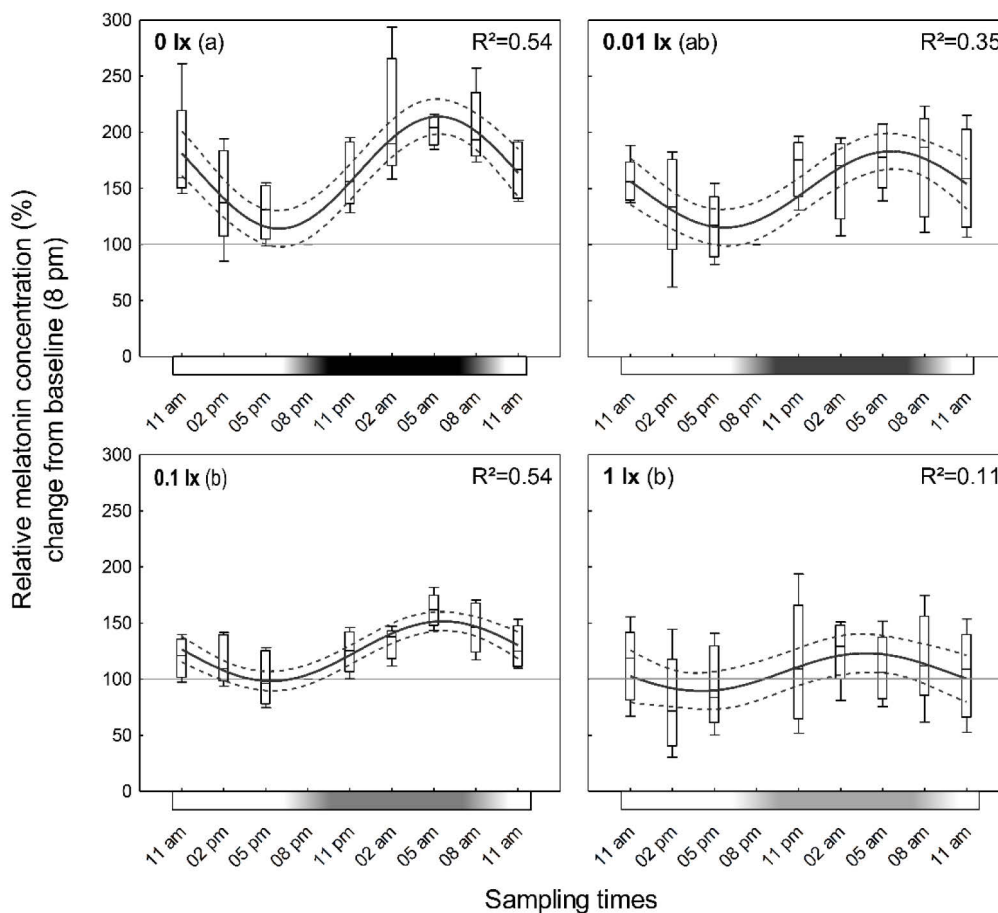 Relative melatonin concentration (%)
change from baseline (8 pm)
0 lx (a) R²=0.54
300
250
200
150
100
50
0
11 am 02 pm 05 pm 08 pm 11 pm 02 am 05 am 08 am 11 am
0.01 lx (ab) R²=0.35
11 am 02 pm 05 pm 08 pm 11 pm 02 am 05 am 08 am 11 am
0.1 lx (b) R²=0.54
300
250
200
150
100
50
0
11 am 02 pm 05 pm 08 pm 11 pm 02 am 05 am 08 am 11 am
1 lx (b) R²=0.11
11 am 02 pm 05 pm 08 pm 11 pm 02 am 05 am 08 am 11 am
Sampling times